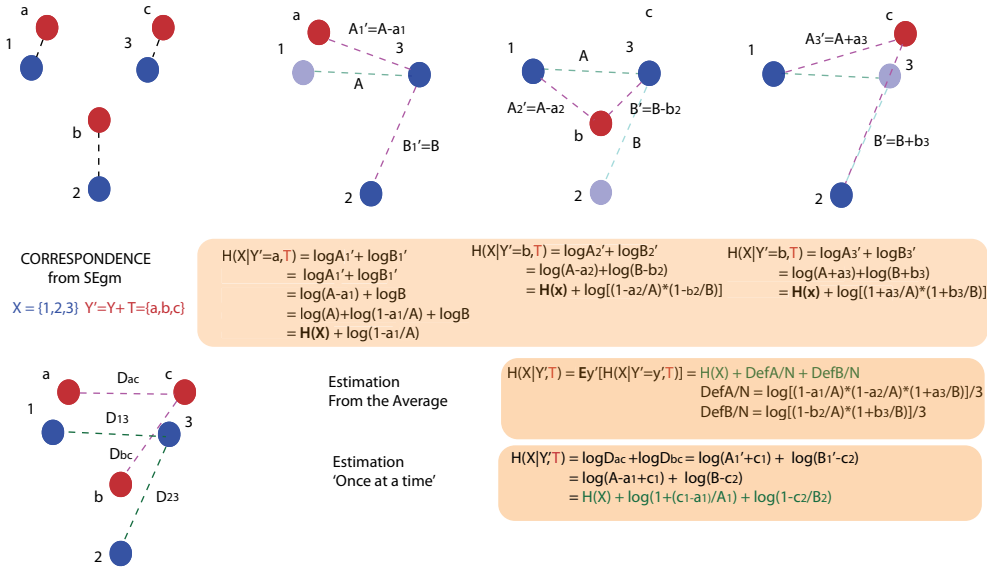 a
1
c
3
b
2
a
A1'=A-a1
1
3
A
B1'=B
2
c
1
3
A
A2'=A-a2
B'=B-b2
b
B
2
c
A3'=A+a3
1
3
B'=B+b3
2
CORRESPONDENCE
from SEgm
X = {1,2,3} Y'=Y+ T={a,b,c}
H(X|Y'=a,T) = logA1' + logB1'
= logA1' + logB1'
= log(A-a1) + logB
= log(A)+log(1-a1/A) + logB
= H(X) + log(1-a1/A)
H(X|Y'=b,T) = logA2' + logB2'
= log(A-a2)+log(B-b2)
= H(x) + log[(1-a2/A)*(1-b2/B)]
H(X|Y'=b,T) = logA3' + logB3'
= log(A+a3)+log(B+b3)
= H(x) + log[(1+a3/A)*(1+b3/B)]
a
Dac
c
1
D13
3
Dbc
b
D23
2
Estimation
From the Average
H(X|Y',T) = Ey'[H(X|Y'=y',T)] = H(X) + DefA/N + DefB/N
DefA/N = log[(1-a1/A)*(1-a2/A)*(1+a3/B)]/3
DefB/N = log[(1-b2/A)*(1+b3/B)]/3
Estimation
'Once at a time'
H(X|Y',T) = logDac +logDbc = log(A1'+c1) + log(B1'-c2)
= log(A-a1+c1) + log(B-c2)
= H(X) + log(1+(c1-a1)/A1) + log(1-c2/B2)